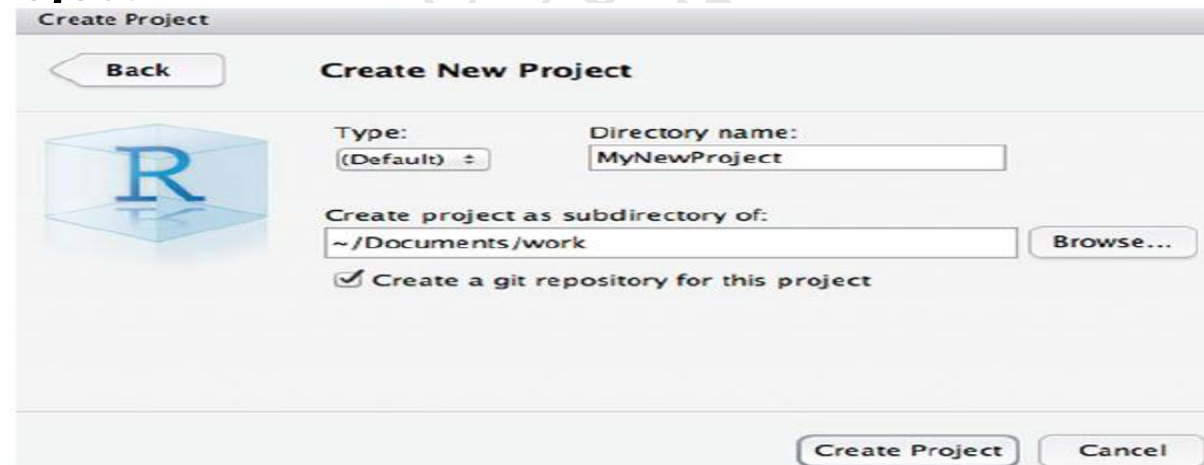 Create Project
Back
Create New Project
R
Type:
Directory name:
(Default)
MyNewProject
Create project as subdirectory of:
~/Documents/work
Browse...
Create a git repository for this project
Create Project
Cancel